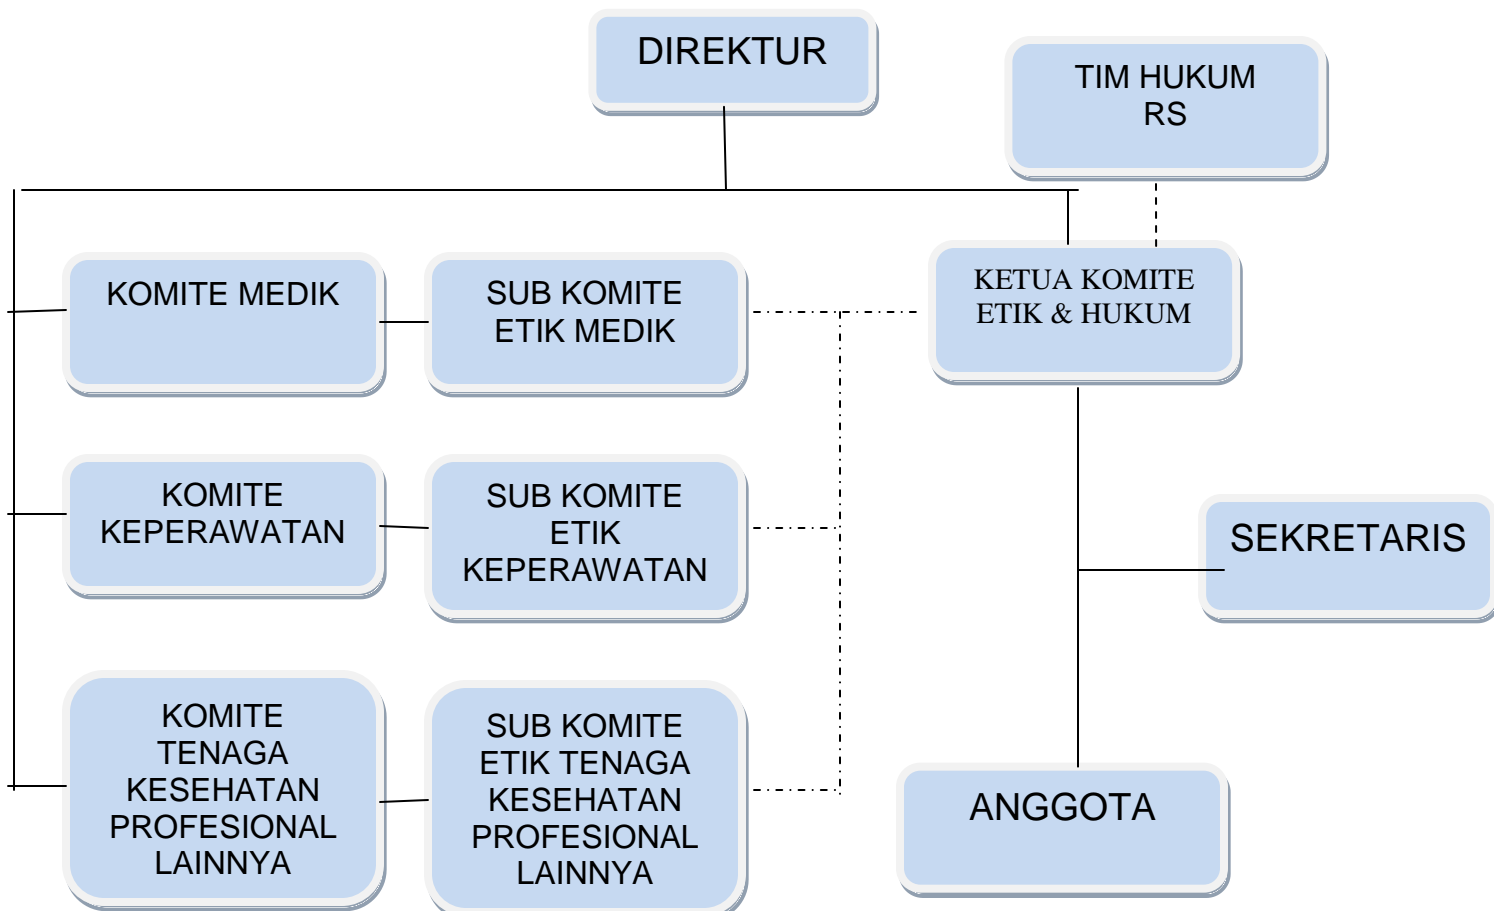 DIREKTUR
TIM HUKUM
RS
KOMITE MEDIK
SUB KOMITE
ETIK MEDIK
KETUA KOMITE
ETIK & HUKUM
KOMITE
KEPERAWATAN
SUB KOMITE
ETIK
KEPERAWATAN
SEKRETARIS
KOMITE
TENAGA
KESEHATAN
PROFESIONAL
LAINNYA
SUB KOMITE
ETIK TENAGA
KESEHATAN
PROFESIONAL
LAINNYA
ANGGOTA